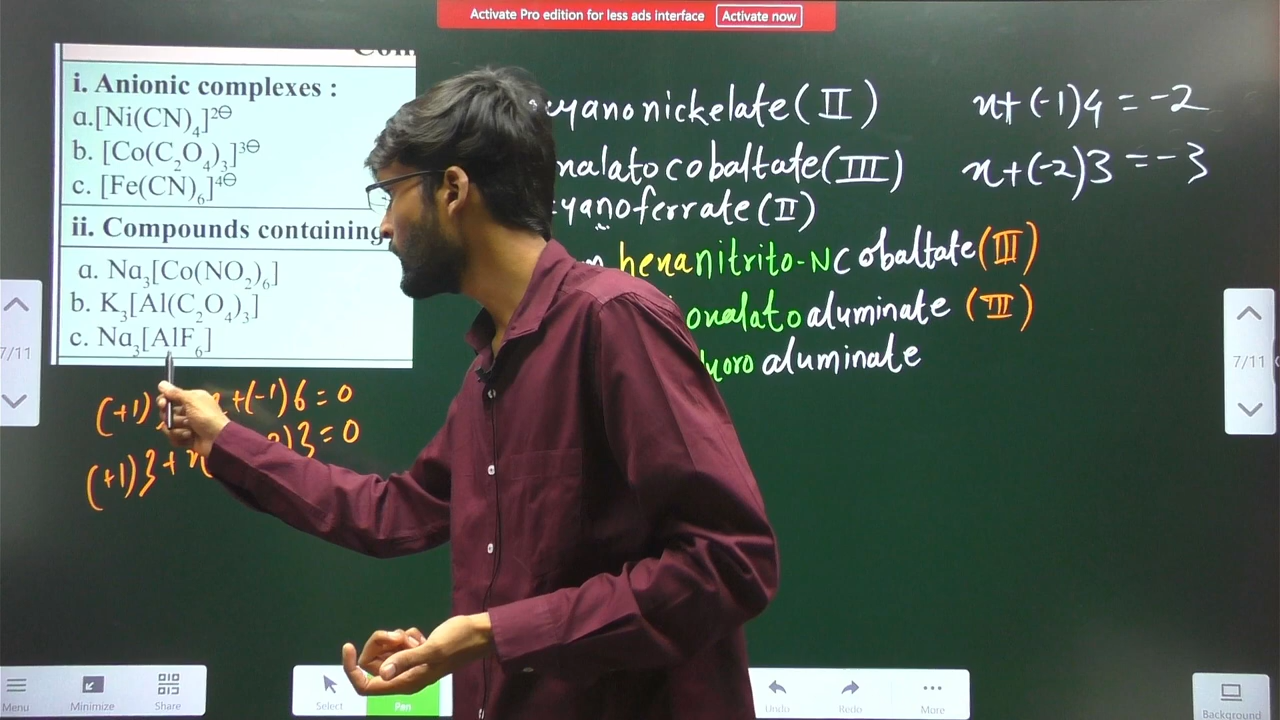 Activate Pro edition for less ads interface Activate now
i. Anionic complexes :
a.[Ni(CN)₄]²⊖
b. [Co(C₂O₄)₃]³⊖
c. [Fe(CN)₆]⁴⊖
ii. Compounds containing
a. Na₃[Co(NO₂)₆]
b. K₃[Al(C₂O₄)₃]
c. Na₃[AlF₆]
cyanonickelate (II) x+(-1)4 = -2
xalatocobaltate(III) x+(-2)3 = -3
cyanoferrate (II)
hexanitrito-N cobaltate (III)
oxalato aluminate (III)
aluminate
(+1) +(-1)6 = 0
(+1)3+x )3=0
7/11
7/11
Menu Minimize Share Select Pen Undo Redo More Background